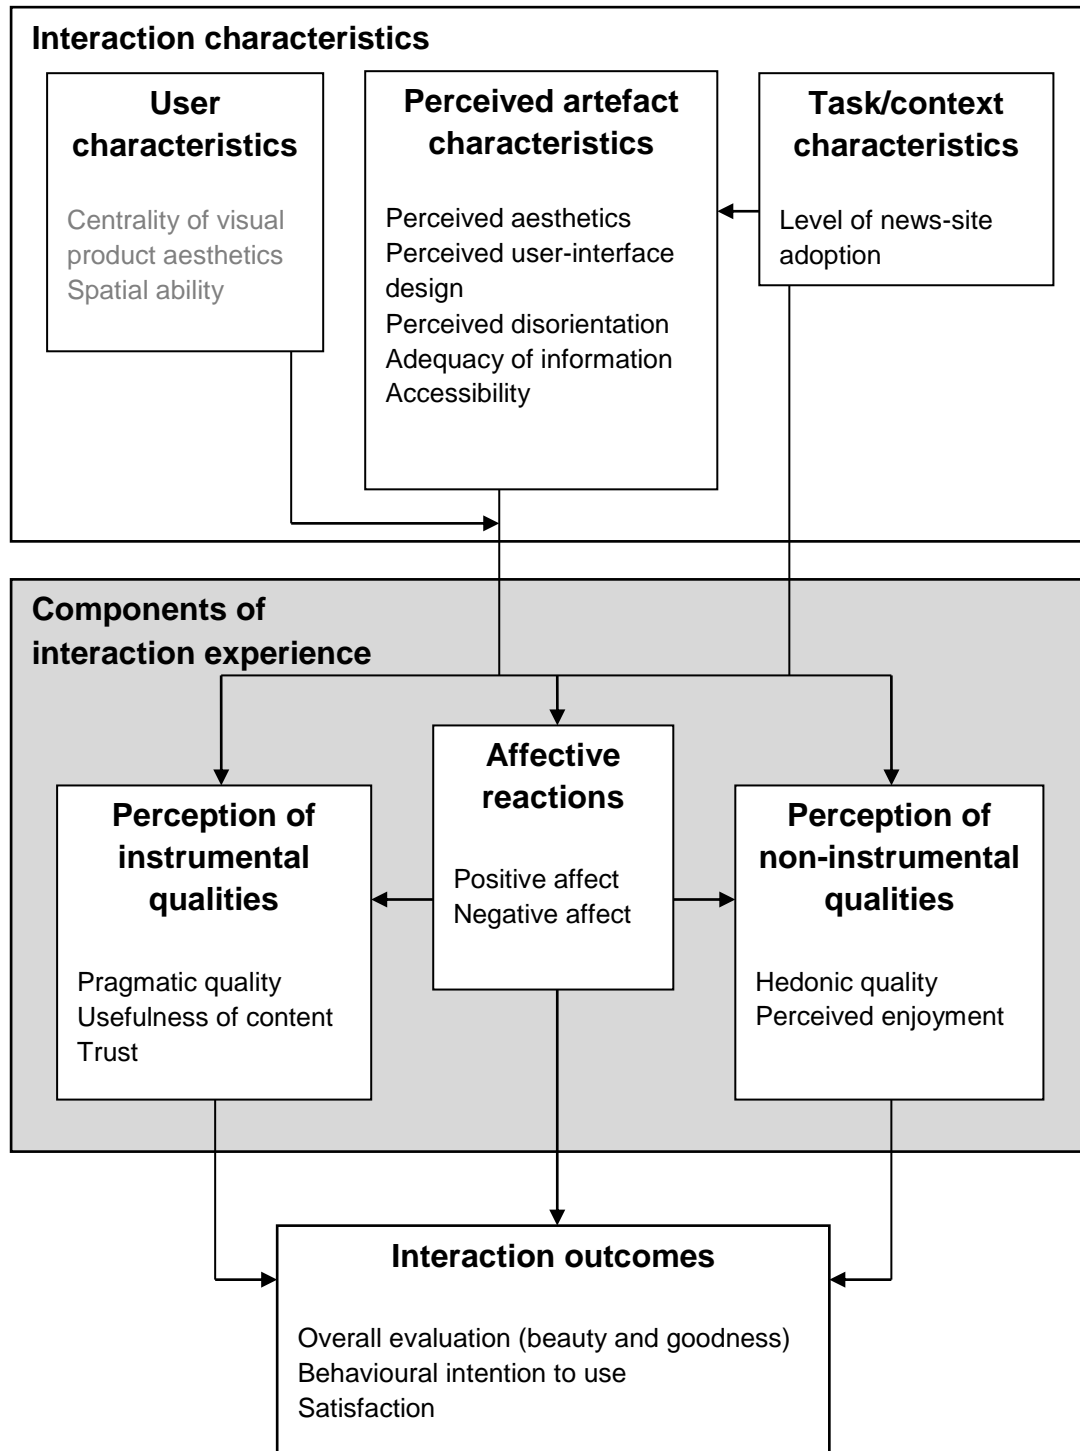 Interaction characteristics
User
characteristics
Centrality of visual
product aesthetics
Spatial ability
Perceived artefact
characteristics
Perceived aesthetics
Perceived user-interface
design
Perceived disorientation
Adequacy of information
Accessibility
Task/context
characteristics
Level of news-site
adoption
Components of
interaction experience
Perception of
instrumental
qualities
Pragmatic quality
Usefulness of content
Trust
Affective
reactions
Positive affect
Negative affect
Perception of
non-instrumental
qualities
Hedonic quality
Perceived enjoyment
Interaction outcomes
Overall evaluation (beauty and goodness)
Behavioural intention to use
Satisfaction